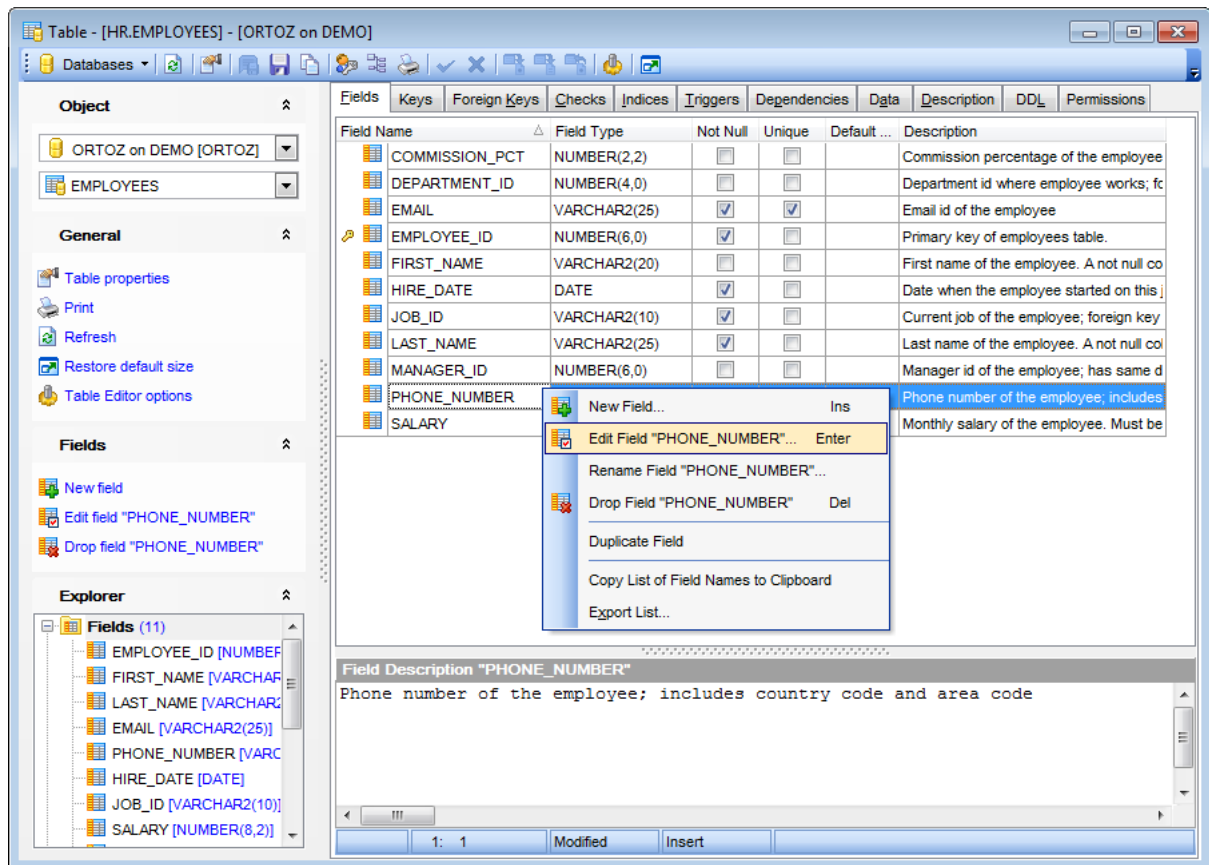 Table - [HR.EMPLOYEES] - [ORTOZ on DEMO]
Databases
Object
ORTOZ on DEMO [ORTOZ]
EMPLOYEES
General
Table properties
Print
Refresh
Restore default size
Table Editor options
Fields
New field
Edit field "PHONE_NUMBER"
Drop field "PHONE_NUMBER"
Explorer
Fields (11)
EMPLOYEE_ID [NUMBER
FIRST_NAME [VARCHAR
LAST_NAME [VARCHAR2
EMAIL [VARCHAR2(25)]
PHONE_NUMBER [VARC
HIRE_DATE [DATE]
JOB_ID [VARCHAR2(10)]
SALARY [NUMBER(8,2)]
Fields Keys Foreign Keys Checks Indices Triggers Dependencies Data Description DDL Permissions
Field Name Field Type Not Null Unique Default ... Description
COMMISSION_PCT NUMBER(2,2) Commission percentage of the employee
DEPARTMENT_ID NUMBER(4,0) Department id where employee works; fc
EMAIL VARCHAR2(25) Email id of the employee
EMPLOYEE_ID NUMBER(6,0) Primary key of employees table.
FIRST_NAME VARCHAR2(20) First name of the employee. A not null co
HIRE_DATE DATE Date when the employee started on this j
JOB_ID VARCHAR2(10) Current job of the employee; foreign key
LAST_NAME VARCHAR2(25) Last name of the employee. A not null col
MANAGER_ID NUMBER(6,0) Manager id of the employee; has same d
PHONE_NUMBER Phone number of the employee; includes
SALARY Monthly salary of the employee. Must be
New Field... Ins
Edit Field "PHONE_NUMBER"... Enter
Rename Field "PHONE_NUMBER"...
Drop Field "PHONE_NUMBER" Del
Duplicate Field
Copy List of Field Names to Clipboard
Export List...
Field Description "PHONE_NUMBER"
Phone number of the employee; includes country code and area code
1: 1 Modified Insert